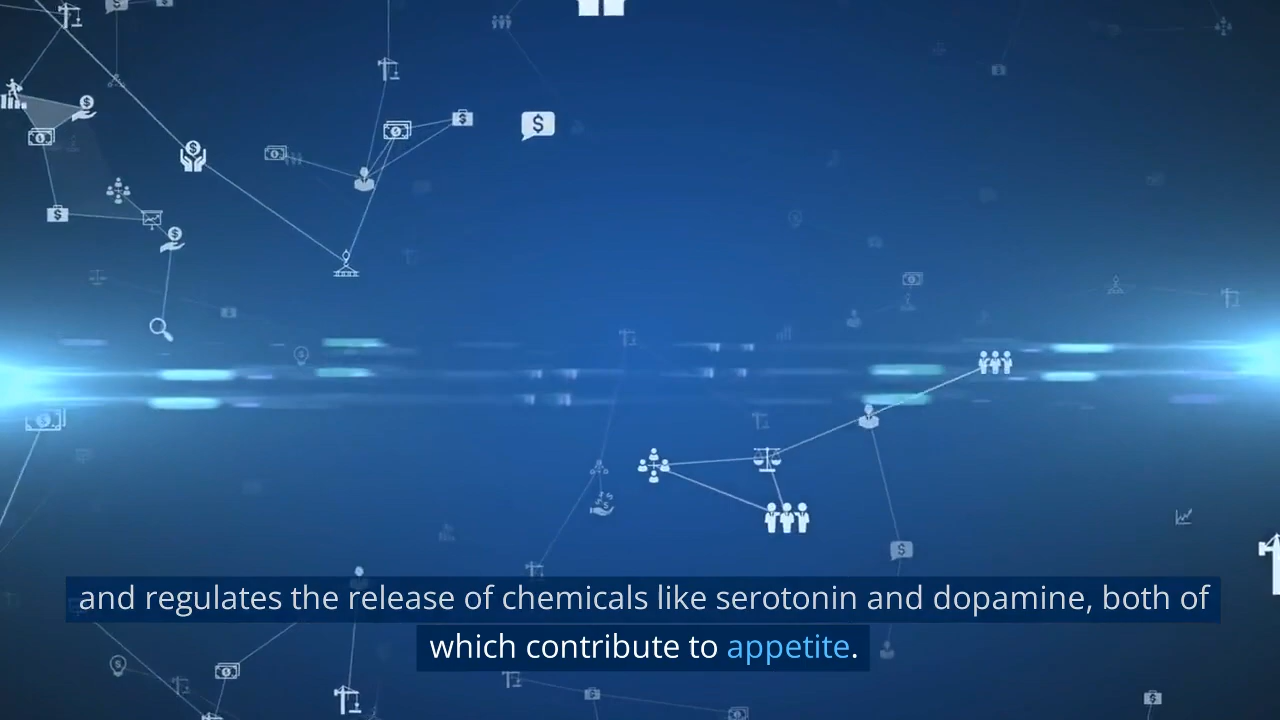 and regulates the release of chemicals like serotonin and dopamine, both of
which contribute to appetite.